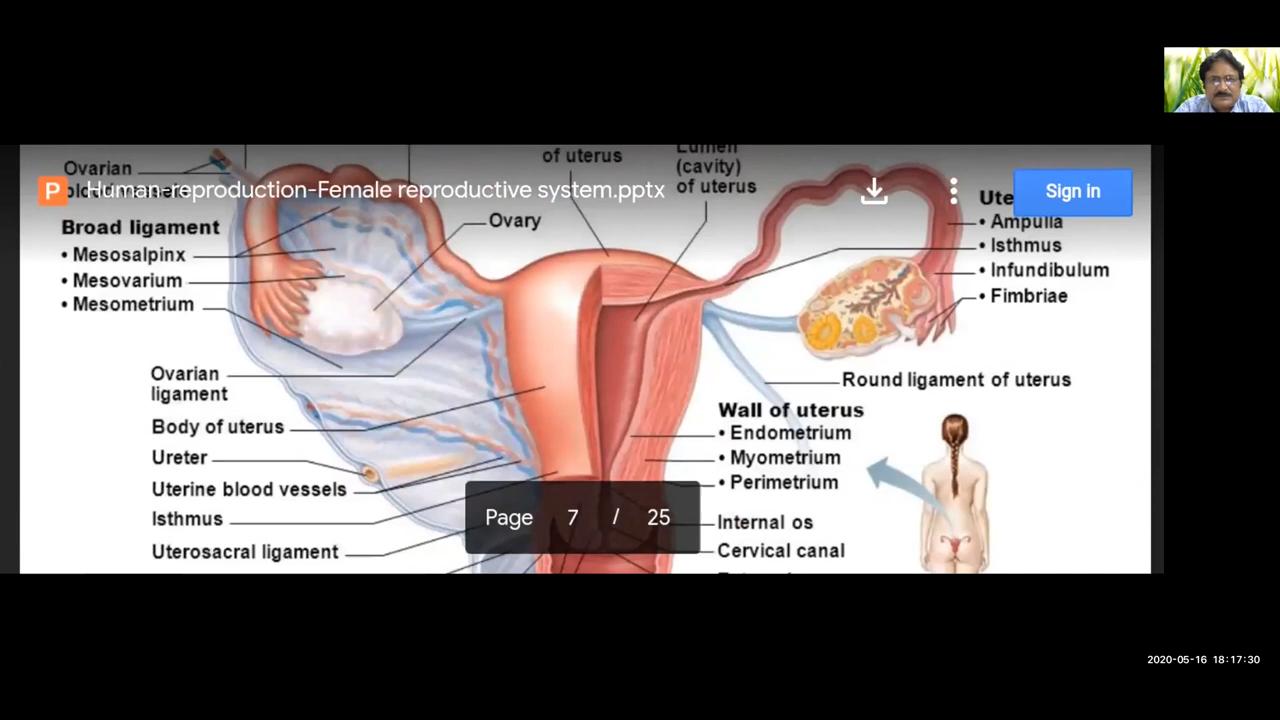 Ovarian
Human-reproduction-Female reproductive system.pptx
of uterus
Lumen
(cavity)
of uterus
Sign in
Broad ligament
• Mesosalpinx
• Mesovarium
• Mesometrium
Ovary
• Ampulla
• Isthmus
• Infundibulum
• Fimbriae
Ovarian
ligament
Body of uterus
Ureter
Uterine blood vessels
Isthmus
Uterosacral ligament
Round ligament of uterus
Wall of uterus
• Endometrium
• Myometrium
• Perimetrium
Internal os
Cervical canal
Page 7 / 25
2020-05-16 18:17:30